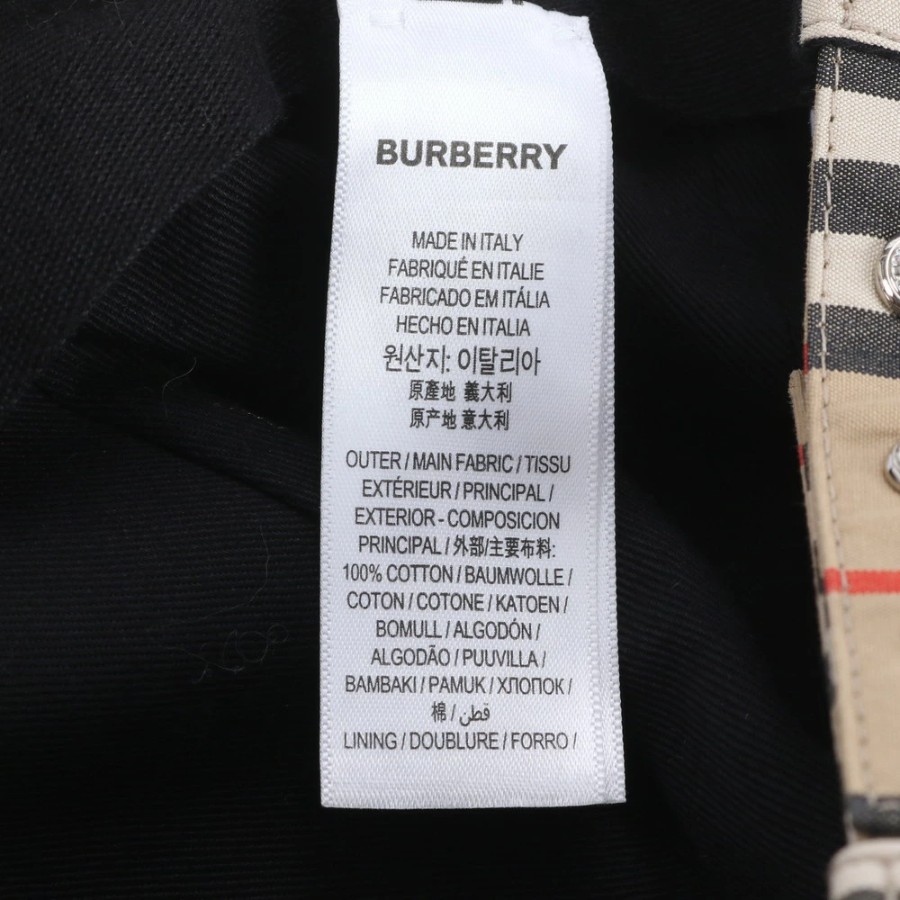 BURBERRY
MADE IN ITALY
FABRIQUÉ EN ITALIE
FABRICADO EM ITÁLIA
HECHO EN ITALIA
원산지: 이탈리아
原產地 義大利
原产地 意大利
OUTER / MAIN FABRIC / TISSU
EXTÉRIEUR / PRINCIPAL /
EXTERIOR - COMPOSICION
PRINCIPAL / 外部/主要布料:
100% COTTON / BAUMWOLLE /
COTON / COTONE / KATOEN /
BOMULL / ALGODÓN /
ALGODÃO / PUUVILLA /
BAMBAKI / PAMUK / ХЛОПОК /
棉 / قطن /
LINING / DOUBLURE / FORRO /